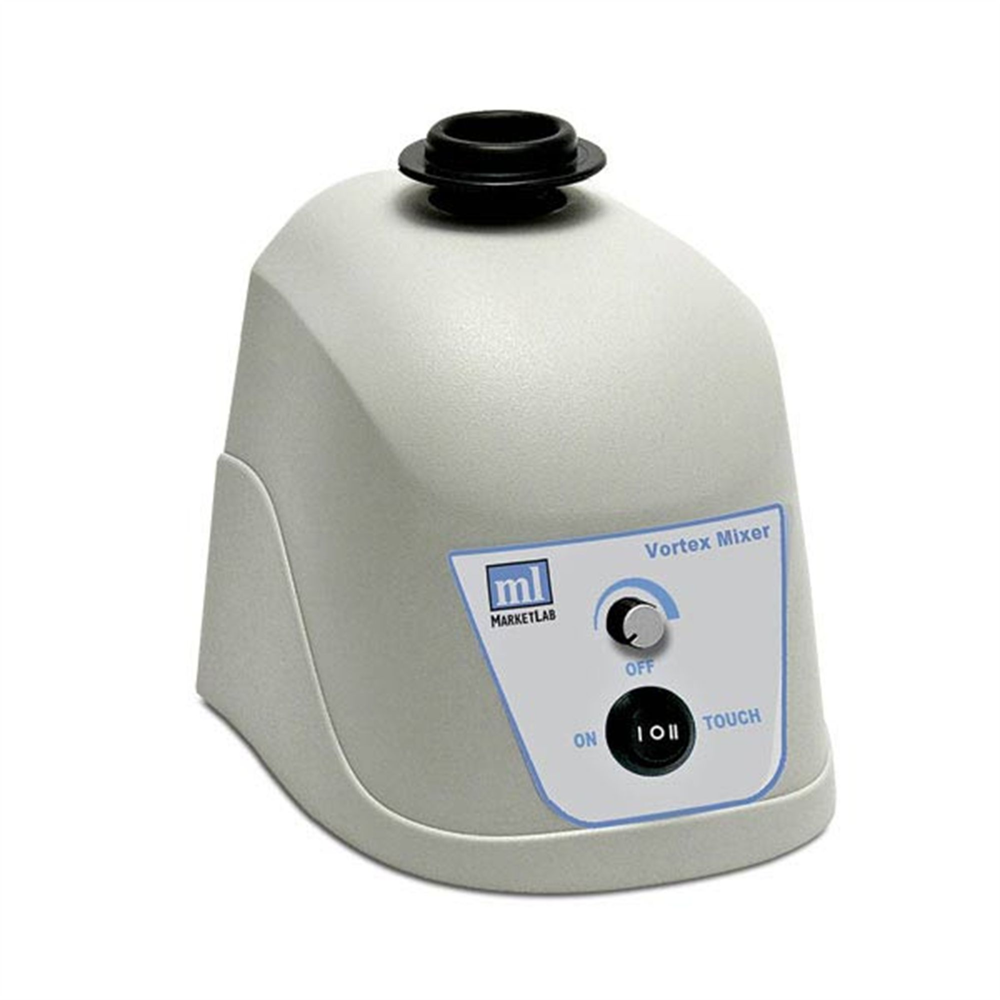 Vortex Mixer
ml
MARKETLAB
OFF
ON
I O II
TOUCH